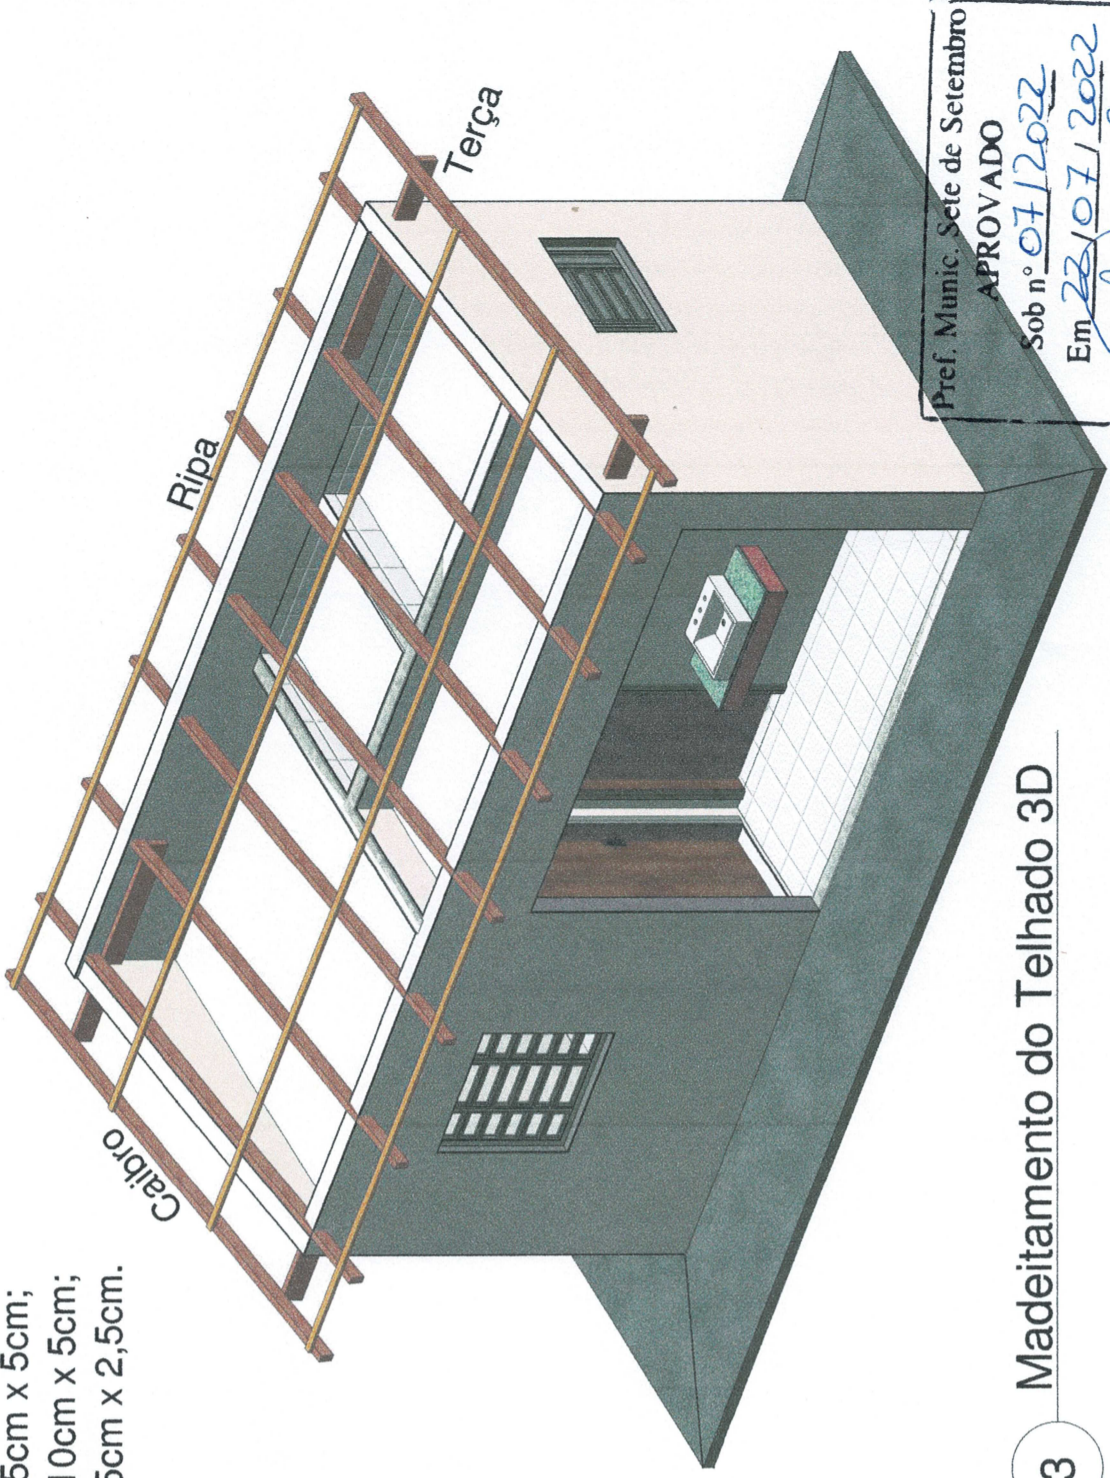 5cm x 5cm;
10cm x 5cm;
5cm x 2,5cm.
Caibro
Ripa
Terça
3
Madeitamento do Telhado 3D
Pref. Munic. Sete de Setembro
APROVADO
Sob n° 07/2022
Em 22/07/2022